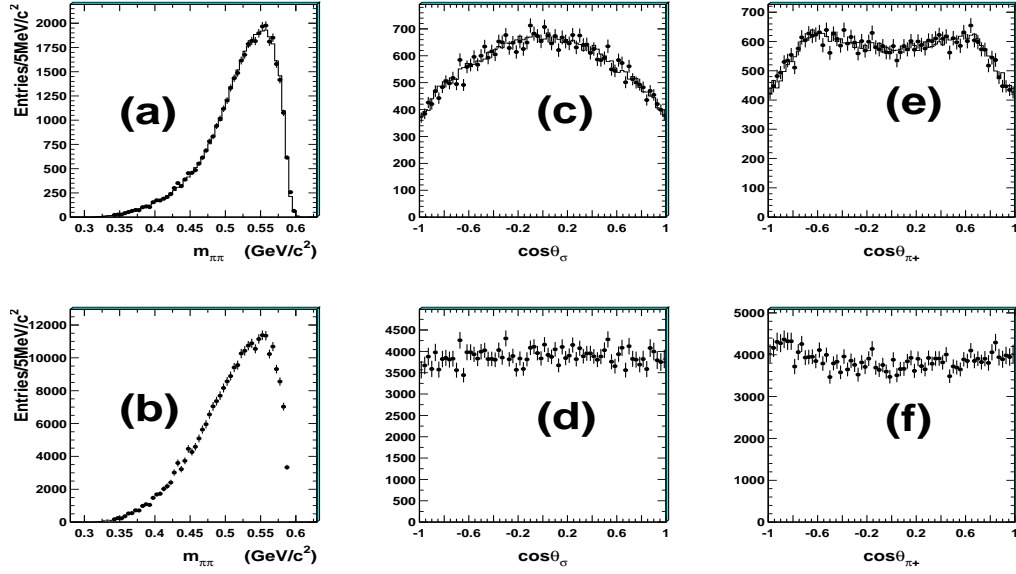 Entries/5MeV/c²
2000
1750
1500
1250
1000
750
500
250
0
(a)
0.3 0.35 0.4 0.45 0.5 0.55 0.6
mππ (GeV/c²)
700
600
500
400
300
200
100
0
(c)
-1 -0.6 -0.2 0.2 0.6 1
cosθσ
700
600
500
400
300
200
100
0
(e)
-1 -0.6 -0.2 0.2 0.6 1
cosθπ+
Entries/5MeV/c²
12000
10000
8000
6000
4000
2000
0
(b)
0.3 0.35 0.4 0.45 0.5 0.55 0.6
mππ (GeV/c²)
4500
4000
3500
3000
2500
2000
1500
1000
500
0
(d)
-1 -0.6 -0.2 0.2 0.6 1
cosθσ
5000
4000
3000
2000
1000
0
(f)
-1 -0.6 -0.2 0.2 0.6 1
cosθπ+